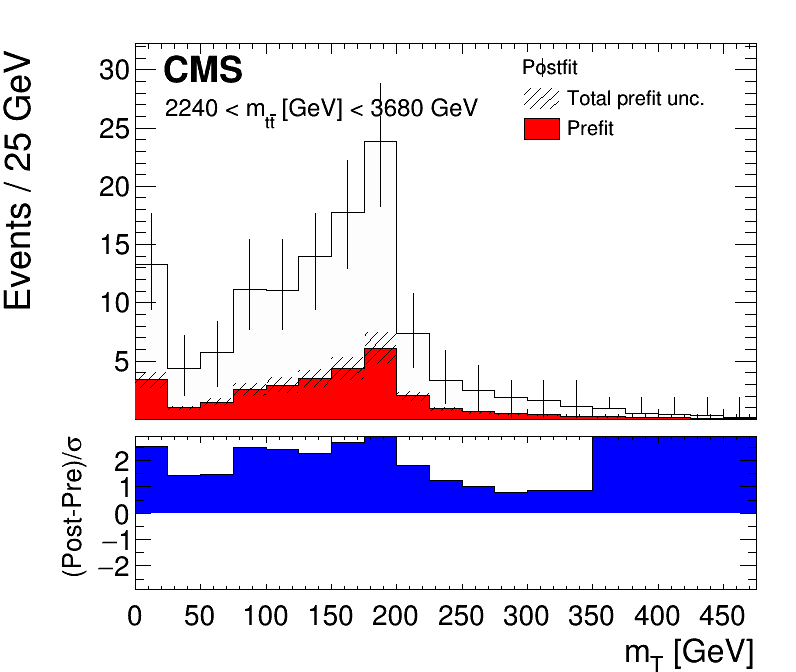 Events / 25 GeV
30
25
20
15
10
5
CMS
2240 < m_tt̄ [GeV] < 3680 GeV
Postfit
Total prefit unc.
Prefit
(Post-Pre)/σ
2
1
0
−1
−2
0 50 100 150 200 250 300 350 400 450
m_T [GeV]